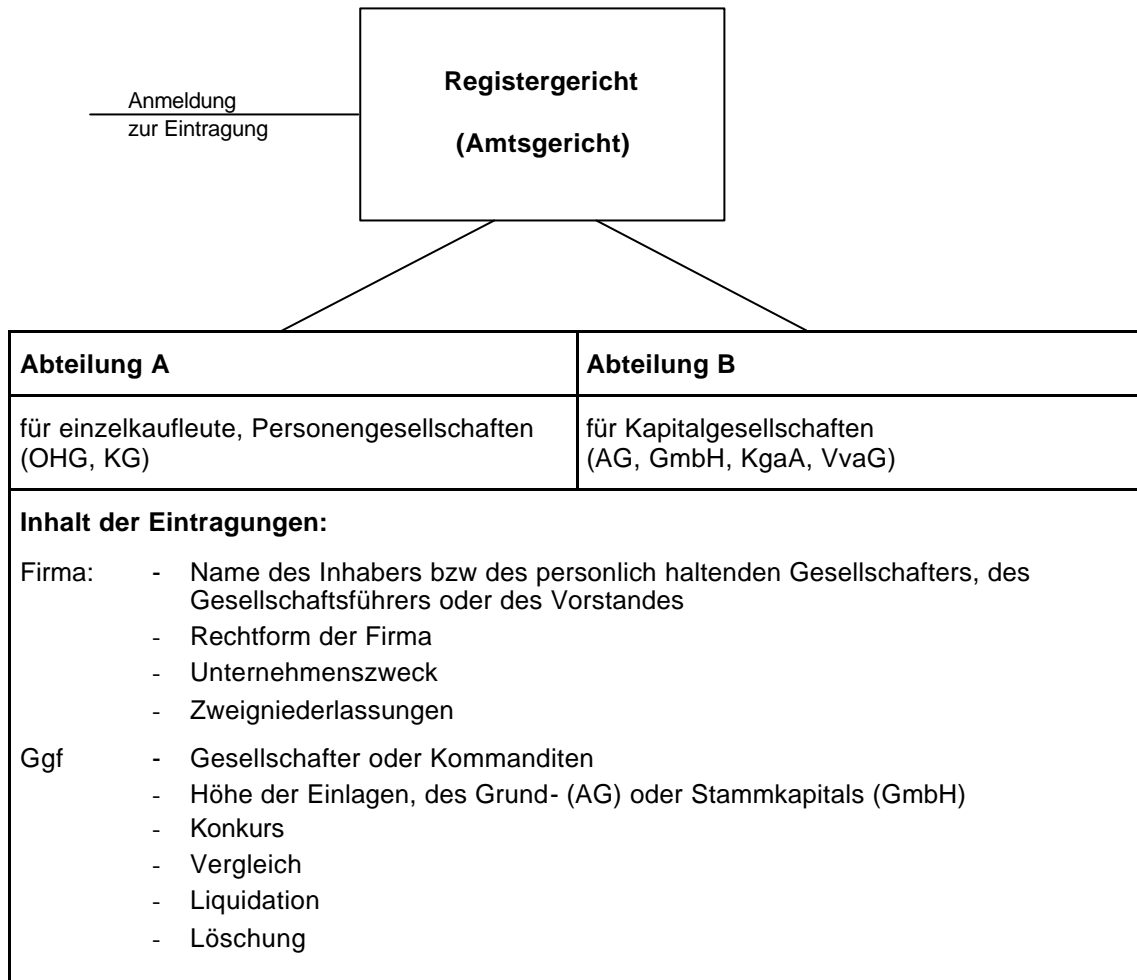 Anmeldung
zur Eintragung
Registergericht
(Amtsgericht)
Abteilung A
Abteilung B
für einzelkaufleute, Personengesellschaften
(OHG, KG)
für Kapitalgesellschaften
(AG, GmbH, KgaA, VvaG)
Inhalt der Eintragungen:
Firma: - Name des Inhabers bzw des personlich haltenden Gesellschafters, des
Gesellschaftsführers oder des Vorstandes
- Rechtform der Firma
- Unternehmenszweck
- Zweigniederlassungen
Ggf - Gesellschafter oder Kommanditen
- Höhe der Einlagen, des Grund- (AG) oder Stammkapitals (GmbH)
- Konkurs
- Vergleich
- Liquidation
- Löschung